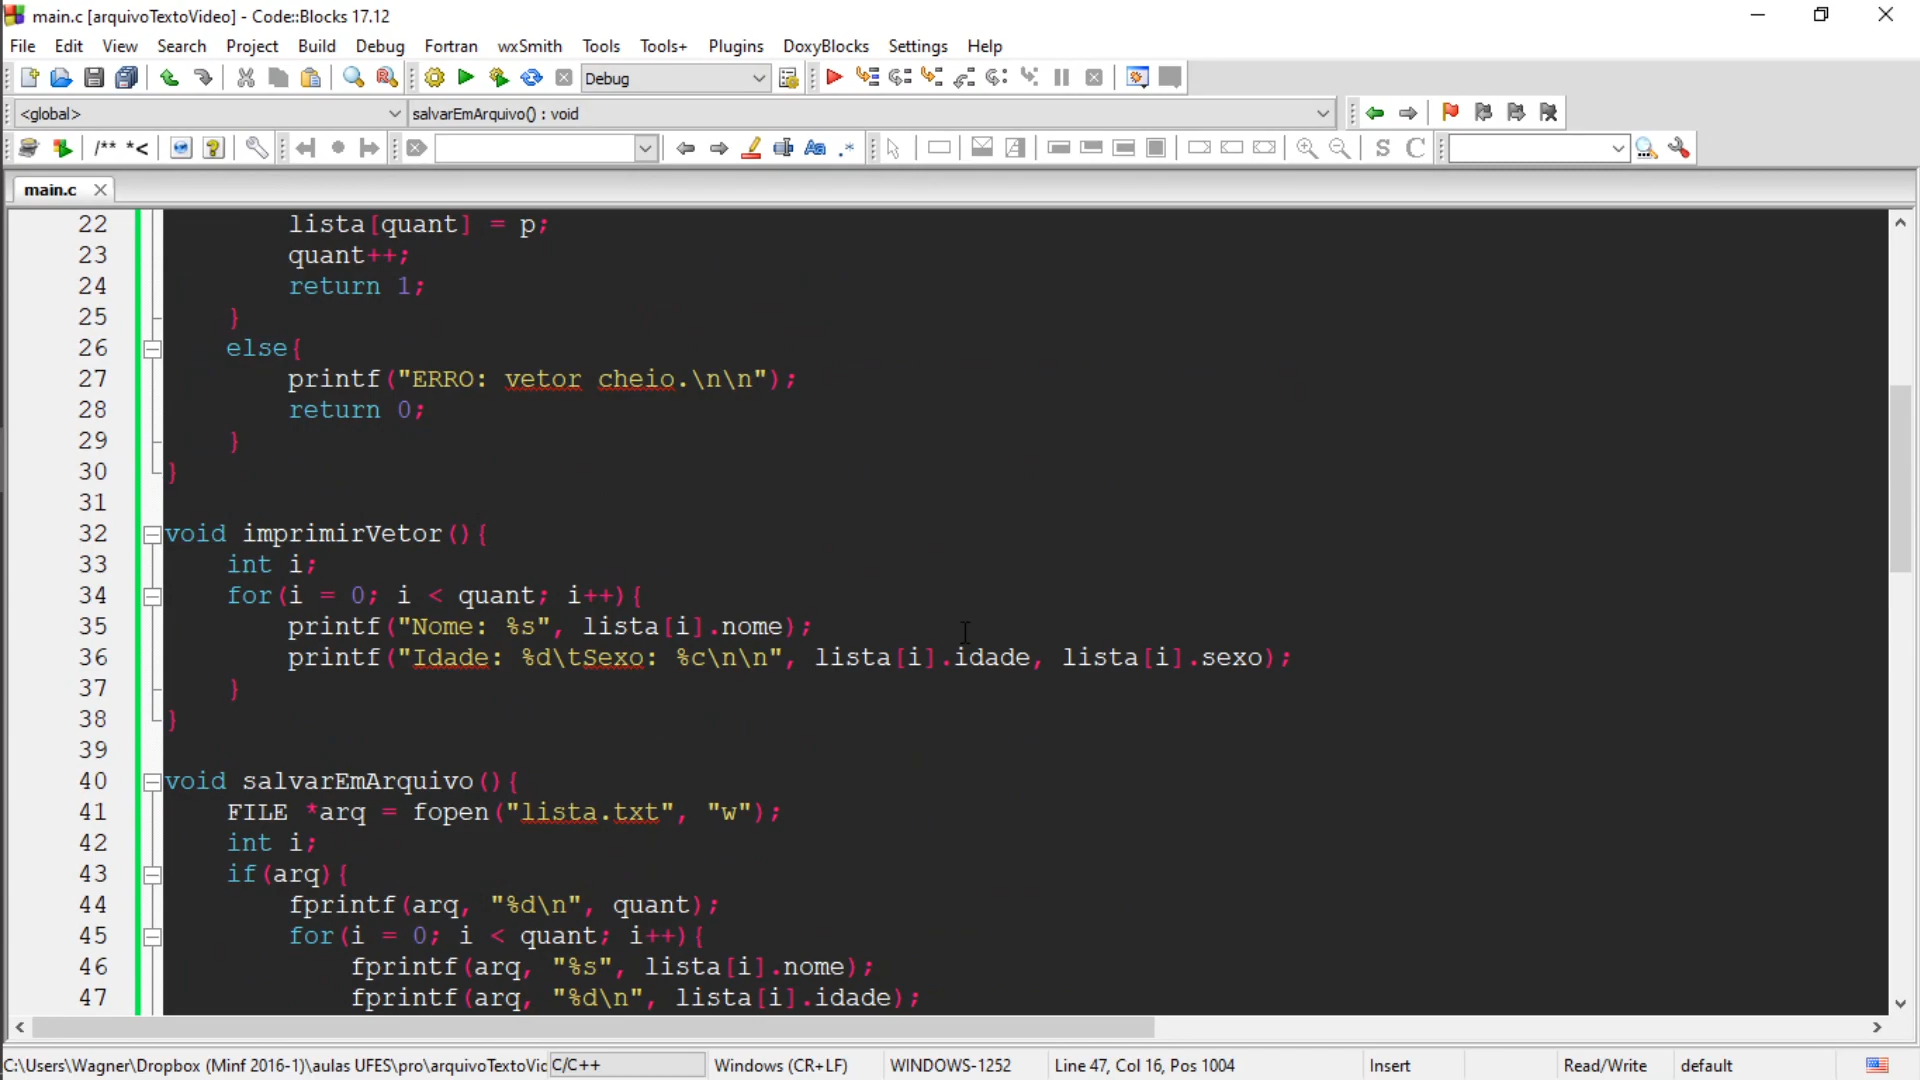 main.c [arquivoTextoVideo] - Code::Blocks 17.12
File Edit View Search Project Build Debug Fortran wxSmith Tools Tools+ Plugins DoxyBlocks Settings Help
Debug
<global> salvarEmArquivo() : void
/** *<
Aa .* S C
main.c
22 lista[quant] = p;
23 quant++;
24 return 1;
25 }
26 else{
27 printf("ERRO: vetor cheio.\n\n");
28 return 0;
29 }
30 }
31
32 void imprimirVetor(){
33 int i;
34 for(i = 0; i < quant; i++){
35 printf("Nome: %s", lista[i].nome);
36 printf("Idade: %d\tSexo: %c\n\n", lista[i].idade, lista[i].sexo);
37 }
38 }
39
40 void salvarEmArquivo(){
41 FILE *arq = fopen("lista.txt", "w");
42 int i;
43 if(arq){
44 fprintf(arq, "%d\n", quant);
45 for(i = 0; i < quant; i++){
46 fprintf(arq, "%s", lista[i].nome);
47 fprintf(arq, "%d\n", lista[i].idade);
C:\Users\Wagner\Dropbox (Minf 2016-1)\aulas UFES\pro\arquivoTextoVic C/C++ Windows (CR+LF) WINDOWS-1252 Line 47, Col 16, Pos 1004 Insert Read/Write default